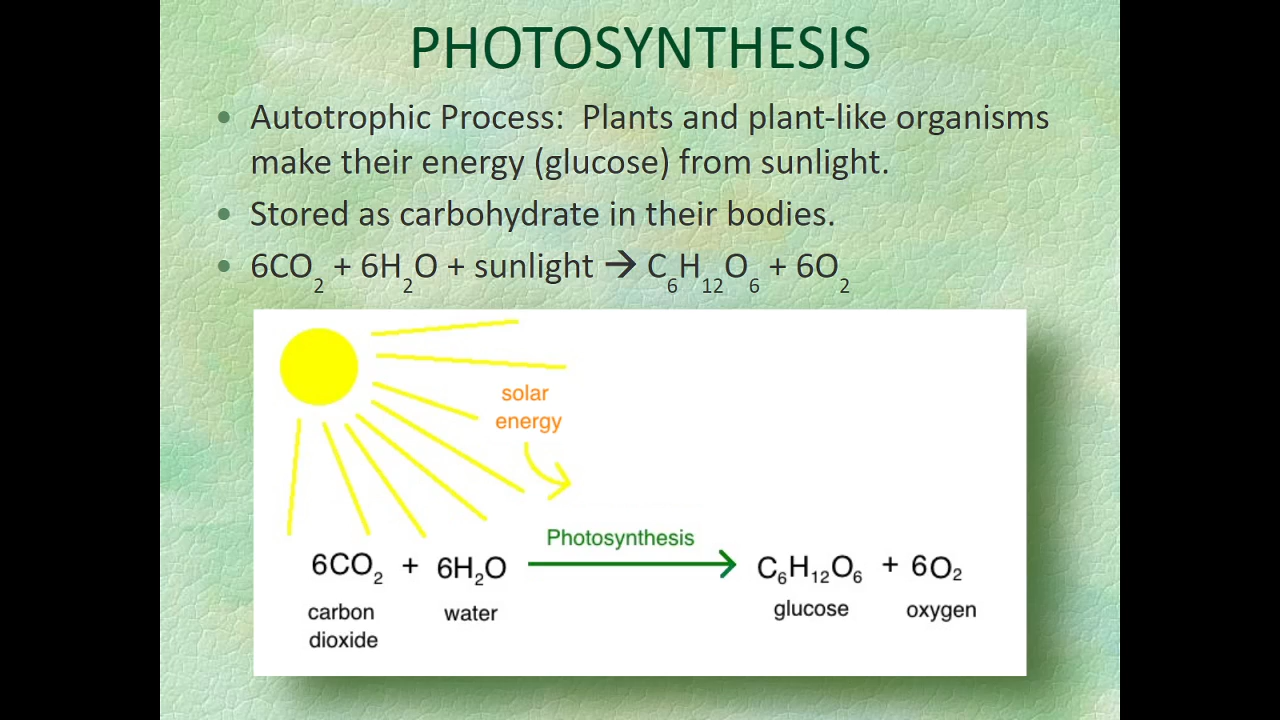 PHOTOSYNTHESIS
• Autotrophic Process: Plants and plant-like organisms
make their energy (glucose) from sunlight.
• Stored as carbohydrate in their bodies.
• 6CO₂ + 6H₂O + sunlight → C₆H₁₂O₆ + 6O₂
solar
energy
Photosynthesis
6CO₂ + 6H₂O → C₆H₁₂O₆ + 6O₂
carbon dioxide water glucose oxygen